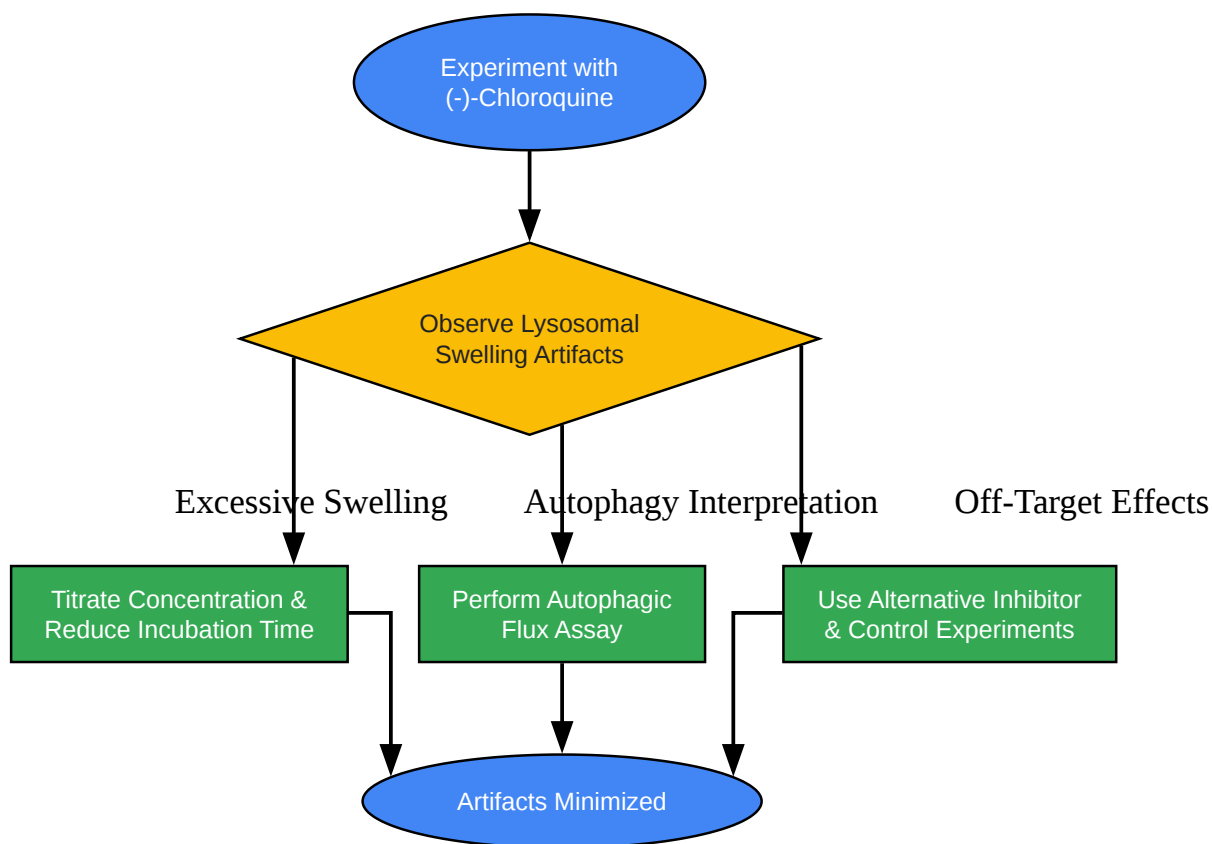 Experiment with
(-)-Chloroquine
Observe Lysosomal
Swelling Artifacts
Excessive Swelling
Autophagy Interpretation
Off-Target Effects
Titrate Concentration &
Reduce Incubation Time
Perform Autophagic
Flux Assay
Use Alternative Inhibitor
& Control Experiments
Artifacts Minimized